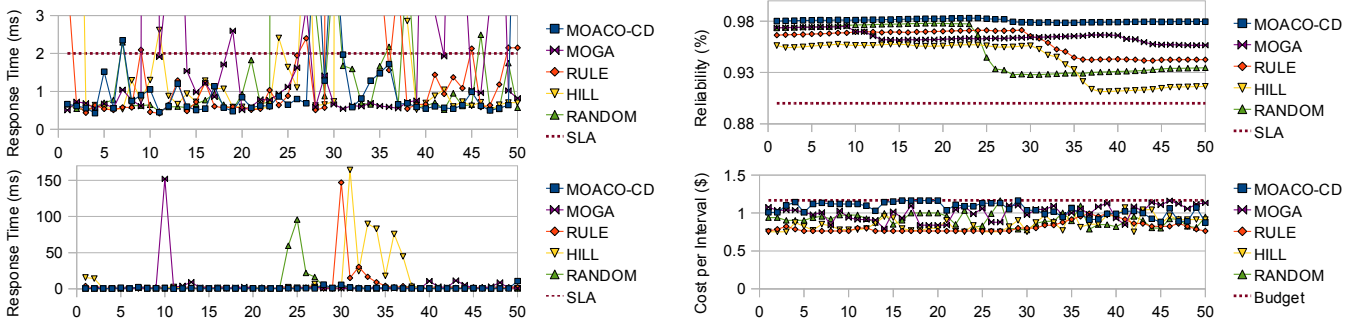 Response Time (ms)
3
2
1
0
0 5 10 15 20 25 30 35 40 45 50
MOACO-CD
MOGA
RULE
HILL
RANDOM
SLA
Reliability (%)
0.98
0.93
0.88
0 5 10 15 20 25 30 35 40 45 50
MOACO-CD
MOGA
RULE
HILL
RANDOM
SLA
Response Time (ms)
150
100
50
0
0 5 10 15 20 25 30 35 40 45 50
MOACO-CD
MOGA
RULE
HILL
RANDOM
SLA
Cost per Interval ($)
1.5
1
0.5
0
0 5 10 15 20 25 30 35 40 45 50
MOACO-CD
MOGA
RULE
HILL
RANDOM
Budget